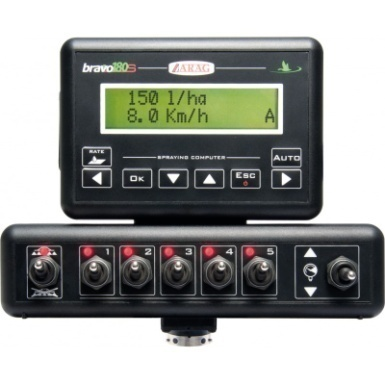 bravo180S
ARAG
150 l/ha
8.0 Km/h A
RATE
SPRAYING COMPUTER
AUTO
OK
ESC
1 2 3 4 5